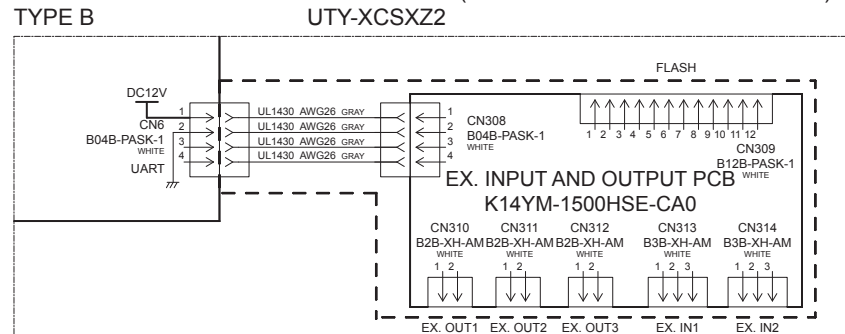 TYPE B
UTY-XCSXZ2
FLASH
DC12V
1
2
3
4
CN6
B04B-PASK-1
WHITE
UART
UL1430 AWG26 GRAY
UL1430 AWG26 GRAY
UL1430 AWG26 GRAY
UL1430 AWG26 GRAY
1
2
3
4
CN308
B04B-PASK-1
WHITE
1 2 3 4 5 6 7 8 9 10 11 12
CN309
B12B-PASK-1
WHITE
EX. INPUT AND OUTPUT PCB
K14YM-1500HSE-CA0
CN310 CN311 CN312 CN313 CN314
B2B-XH-AM B2B-XH-AM B2B-XH-AM B3B-XH-AM B3B-XH-AM
WHITE WHITE WHITE WHITE WHITE
1 2 1 2 1 2 1 2 3 1 2 3
EX. OUT1 EX. OUT2 EX. OUT3 EX. IN1 EX. IN2